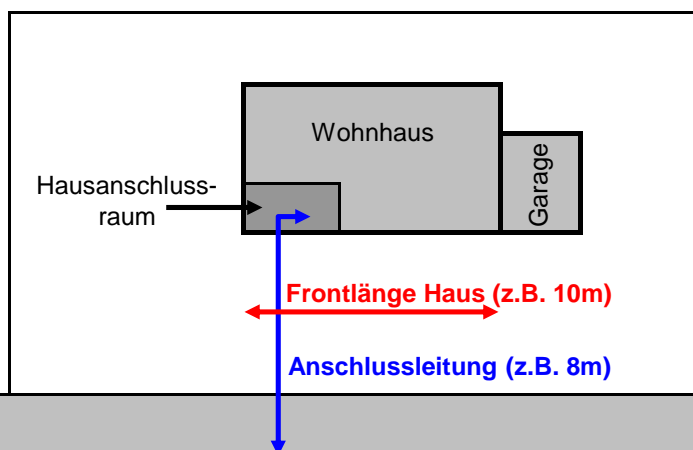 Wohnhaus
Garage
Hausanschluss-
raum
Frontlänge Haus (z.B. 10m)
Anschlussleitung (z.B. 8m)